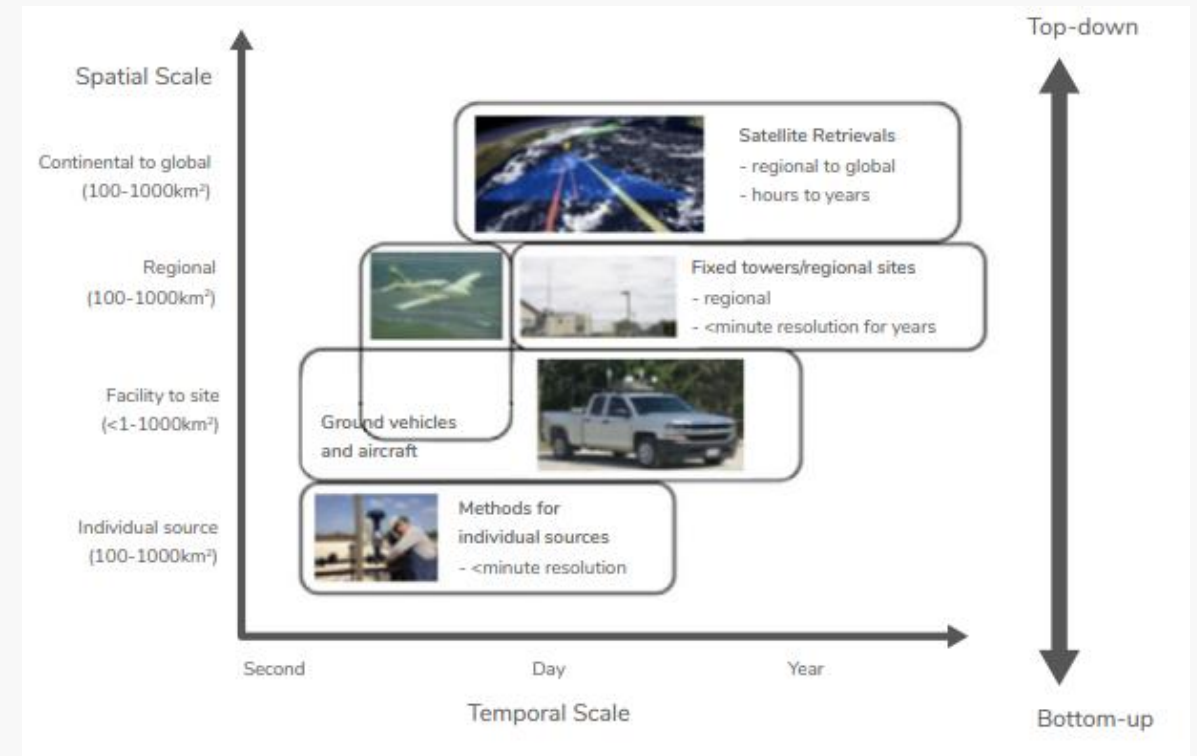 Top-down
Spatial Scale
Continental to global
(100-1000km²)
Satellite Retrievals
- regional to global
- hours to years
Regional
(100-1000km²)
Fixed towers/regional sites
- regional
- <minute resolution for years
Facility to site
(<1-1000km²)
Ground vehicles
and aircraft
Individual source
(100-1000km²)
Methods for
individual sources
- <minute resolution
Second
Day
Year
Temporal Scale
Bottom-up